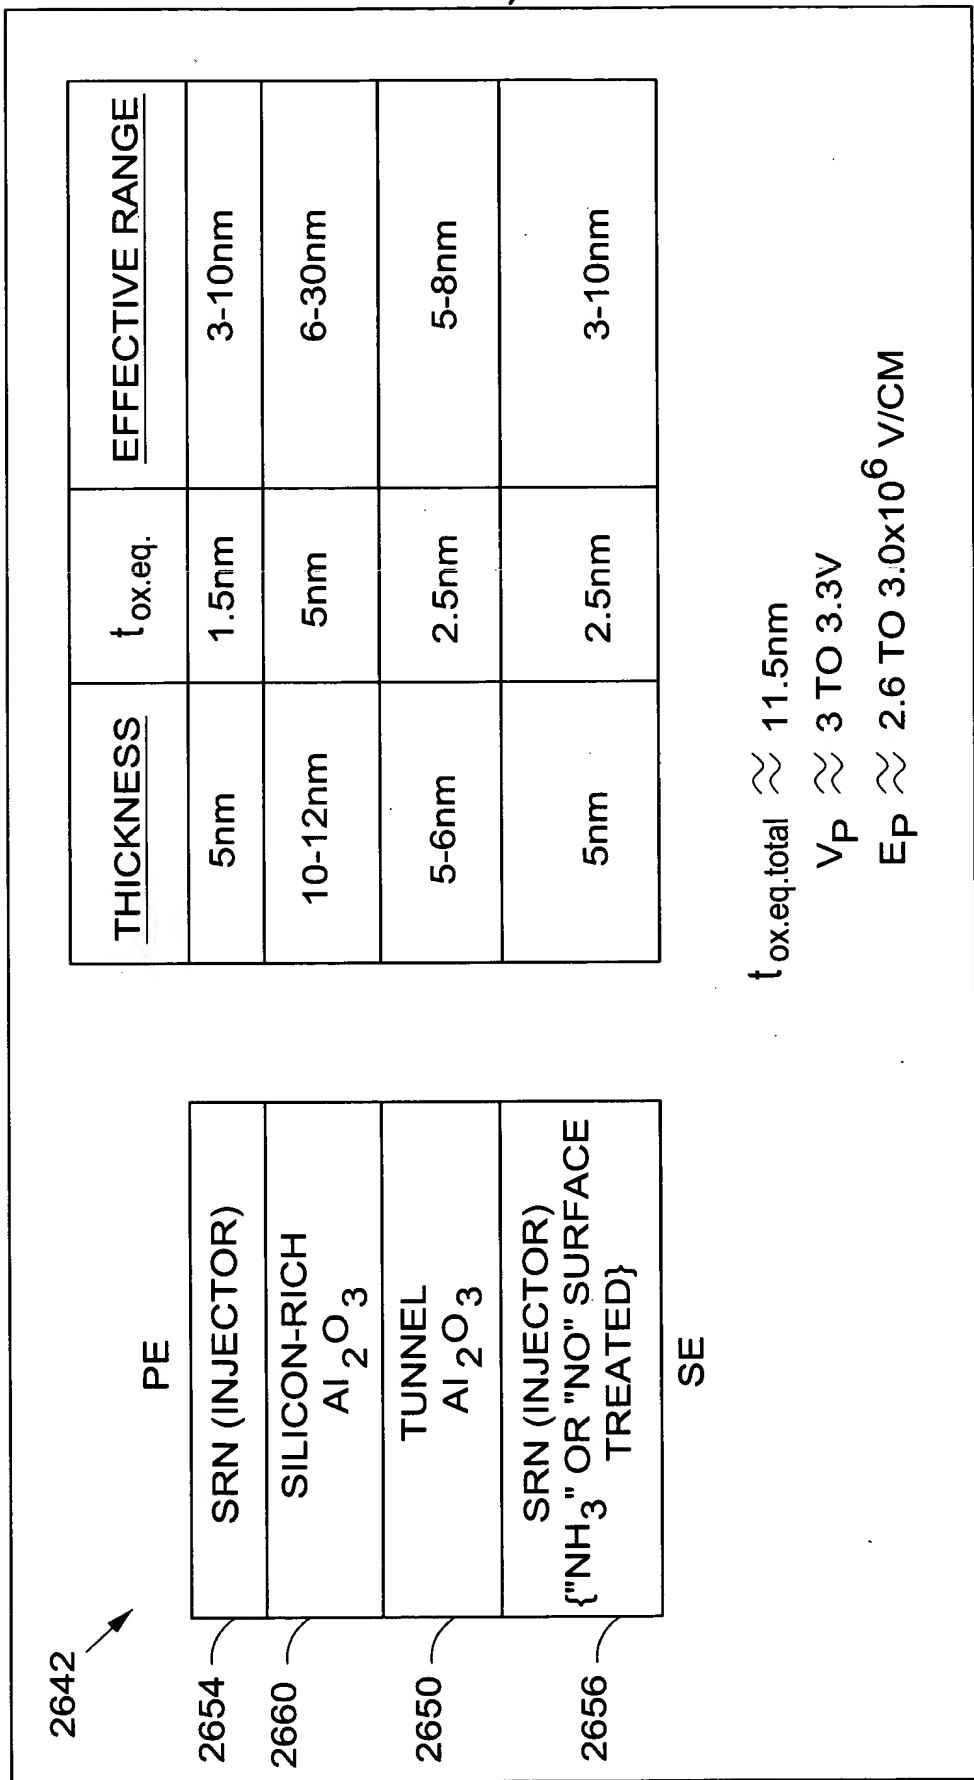 2642
PE
2654
SRN (INJECTOR)
2660
SILICON-RICH
Al2O3
2650
TUNNEL
Al2O3
2656
SRN (INJECTOR)
{"NH3" OR "NO" SURFACE
TREATED}
SE
THICKNESS tox.eq. EFFECTIVE RANGE
5nm 1.5nm 3-10nm
10-12nm 5nm 6-30nm
5-6nm 2.5nm 5-8nm
5nm 2.5nm 3-10nm
tox.eq.total ≈ 11.5nm
VP ≈ 3 TO 3.3V
EP ≈ 2.6 TO 3.0x10^6 V/CM